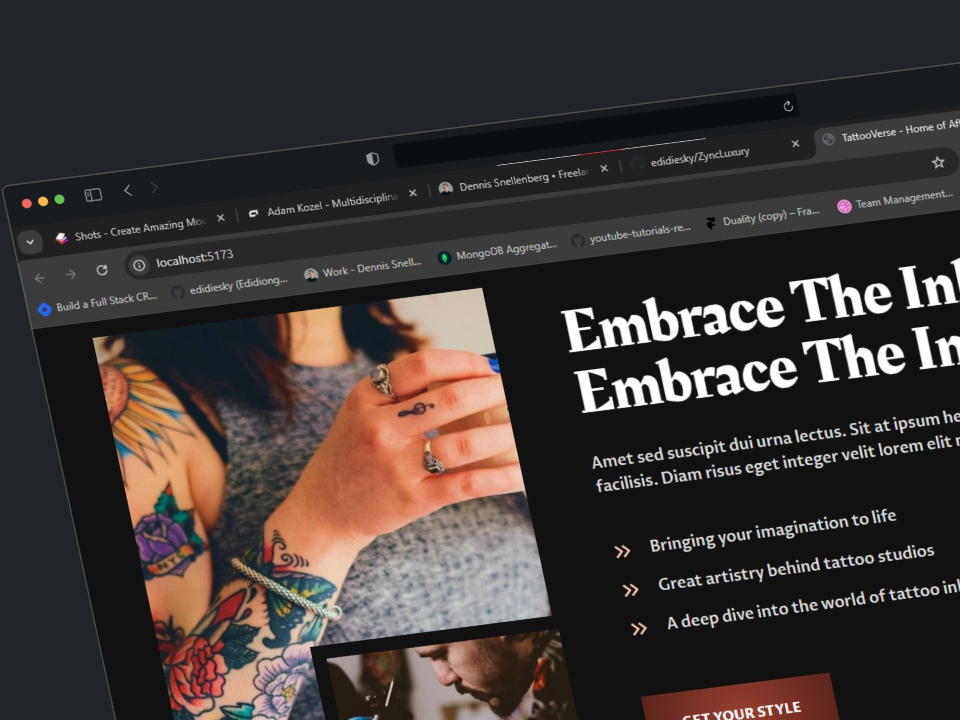 Shots - Create Amazing Moc
Adam Kozel - Multidisciplina
Dennis Snellenberg • Freelan
edidiesky/ZyncLuxury
TattooVerse - Home of Aff
localhost:5173
Build a Full Stack CR...
edidiesky (Edidiong...
Work - Dennis Snell...
MongoDB Aggregat...
youtube-tutorials-re...
Duality (copy) – Fra...
Team Management...
Embrace The In
Embrace The In
Amet sed suscipit dui urna lectus. Sit at ipsum he
facilisis. Diam risus eget integer velit lorem elit
Bringing your imagination to life
Great artistry behind tattoo studios
A deep dive into the world of tattoo in
GET YOUR STYLE